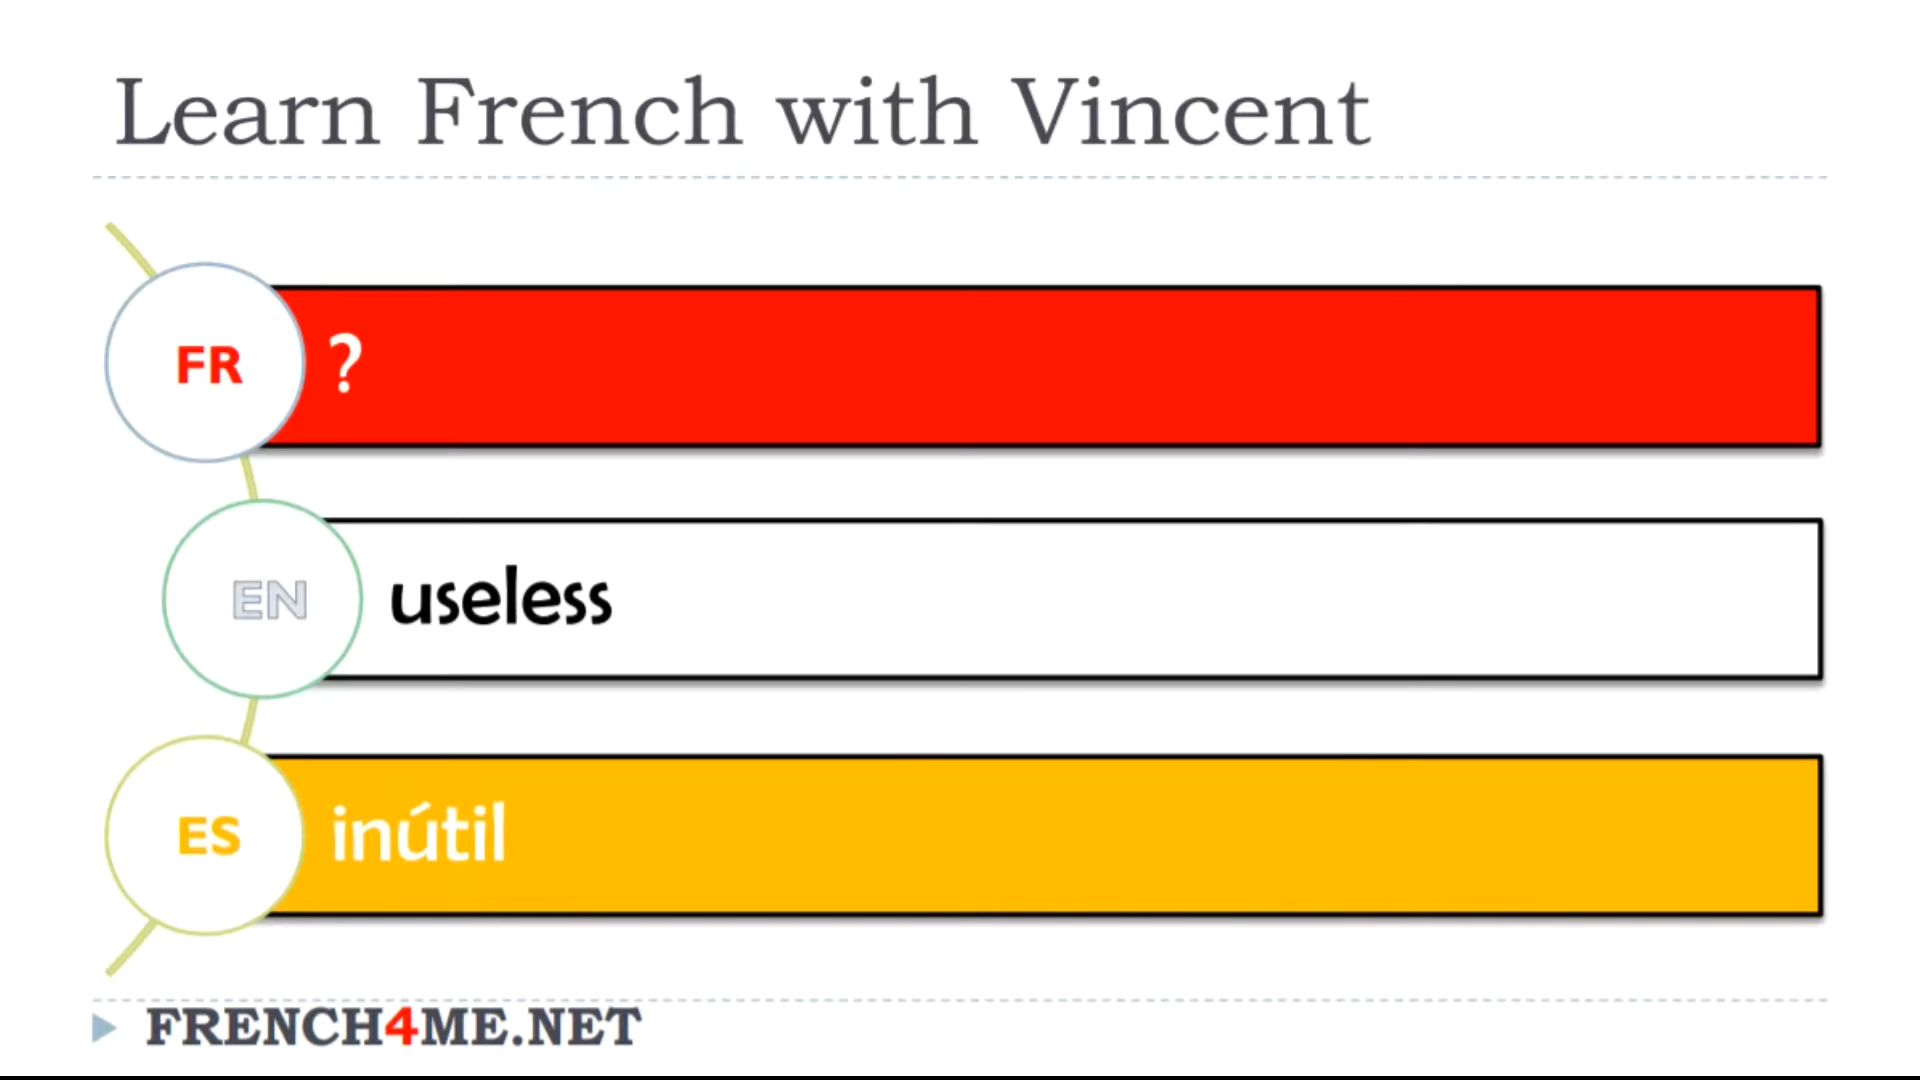 Learn French with Vincent
FR ?
EN useless
ES inútil
FRENCH4ME.NET